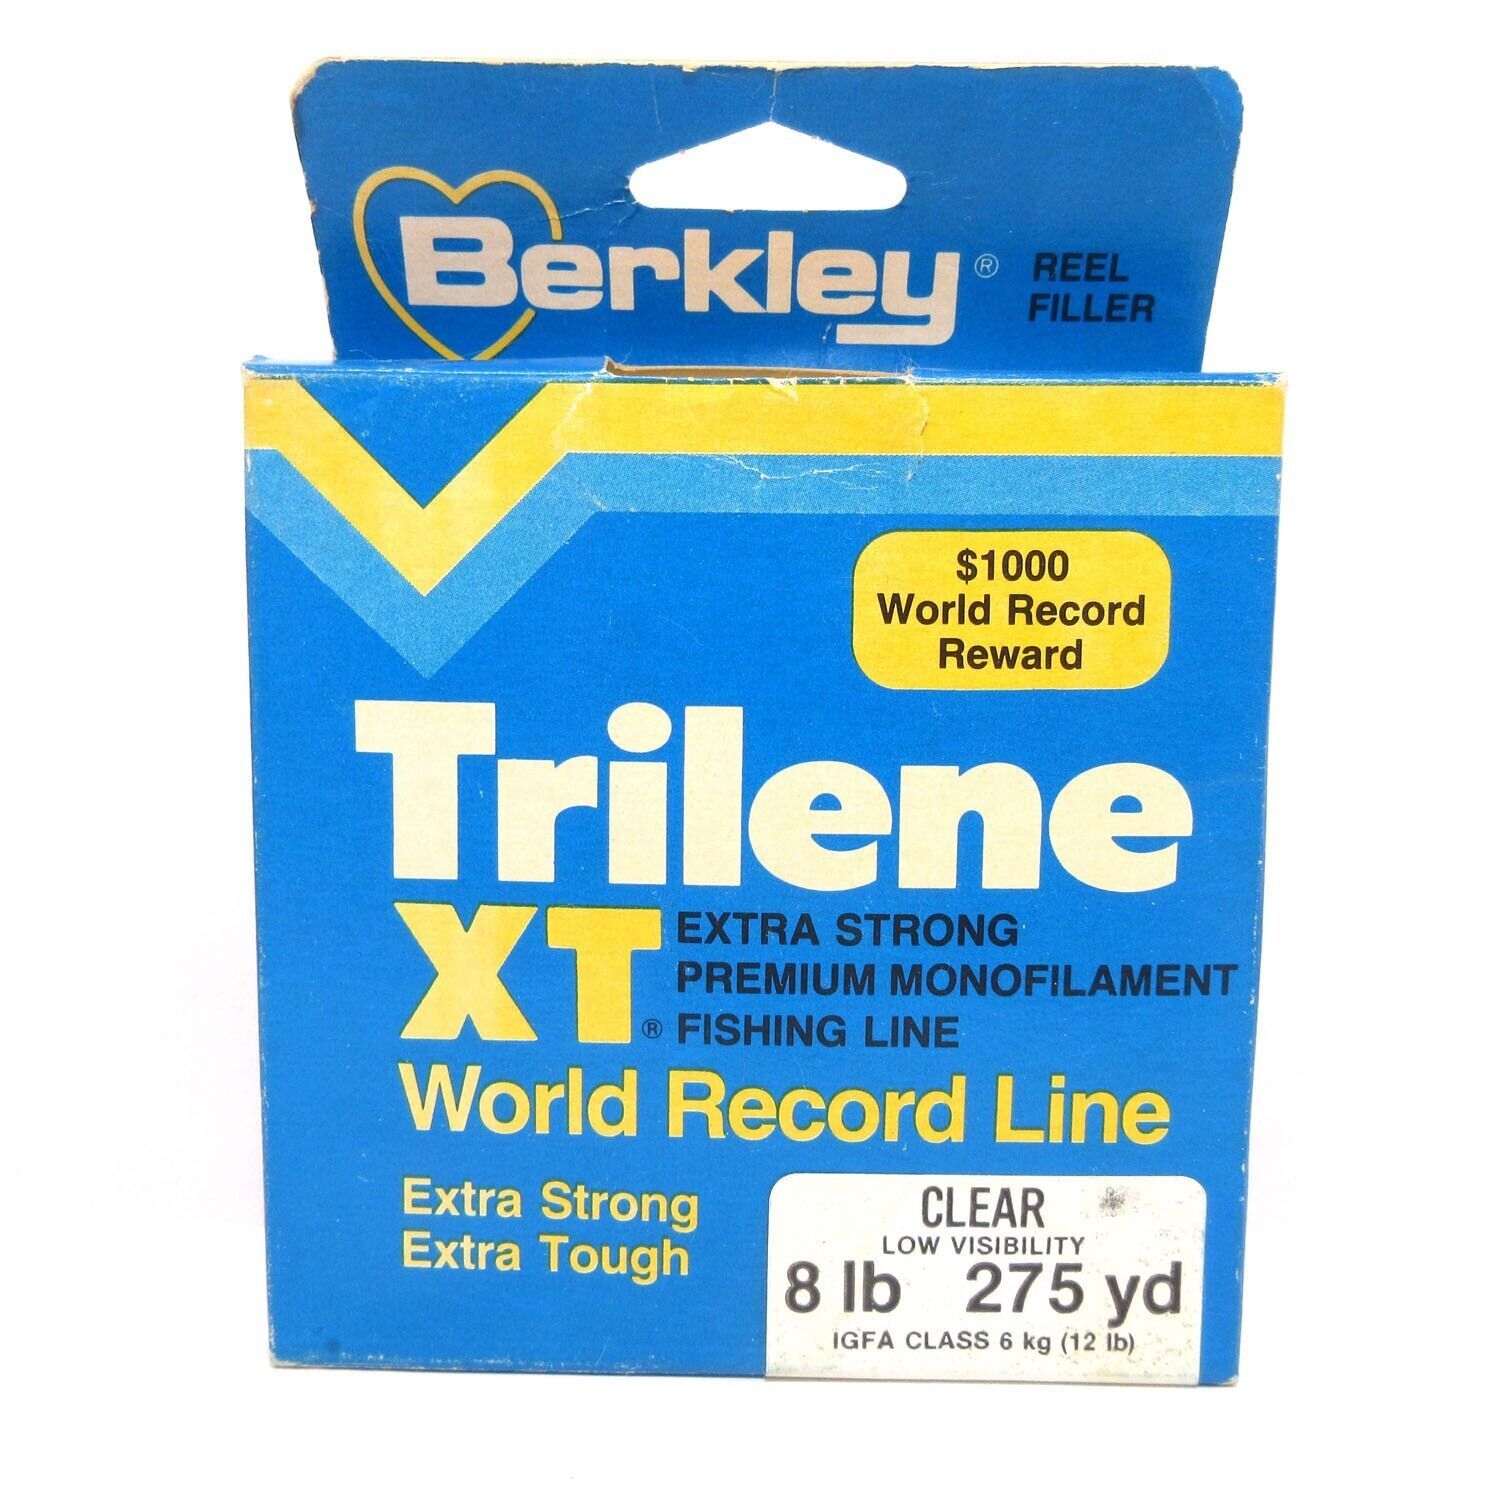 Berkley® REEL
FILLER
$1000
World Record
Reward
Trilene
XT® EXTRA STRONG
PREMIUM MONOFILAMENT
FISHING LINE
World Record Line
Extra Strong
Extra Tough
CLEAR
LOW VISIBILITY
8 lb 275 yd
IGFA CLASS 6 kg (12 lb)